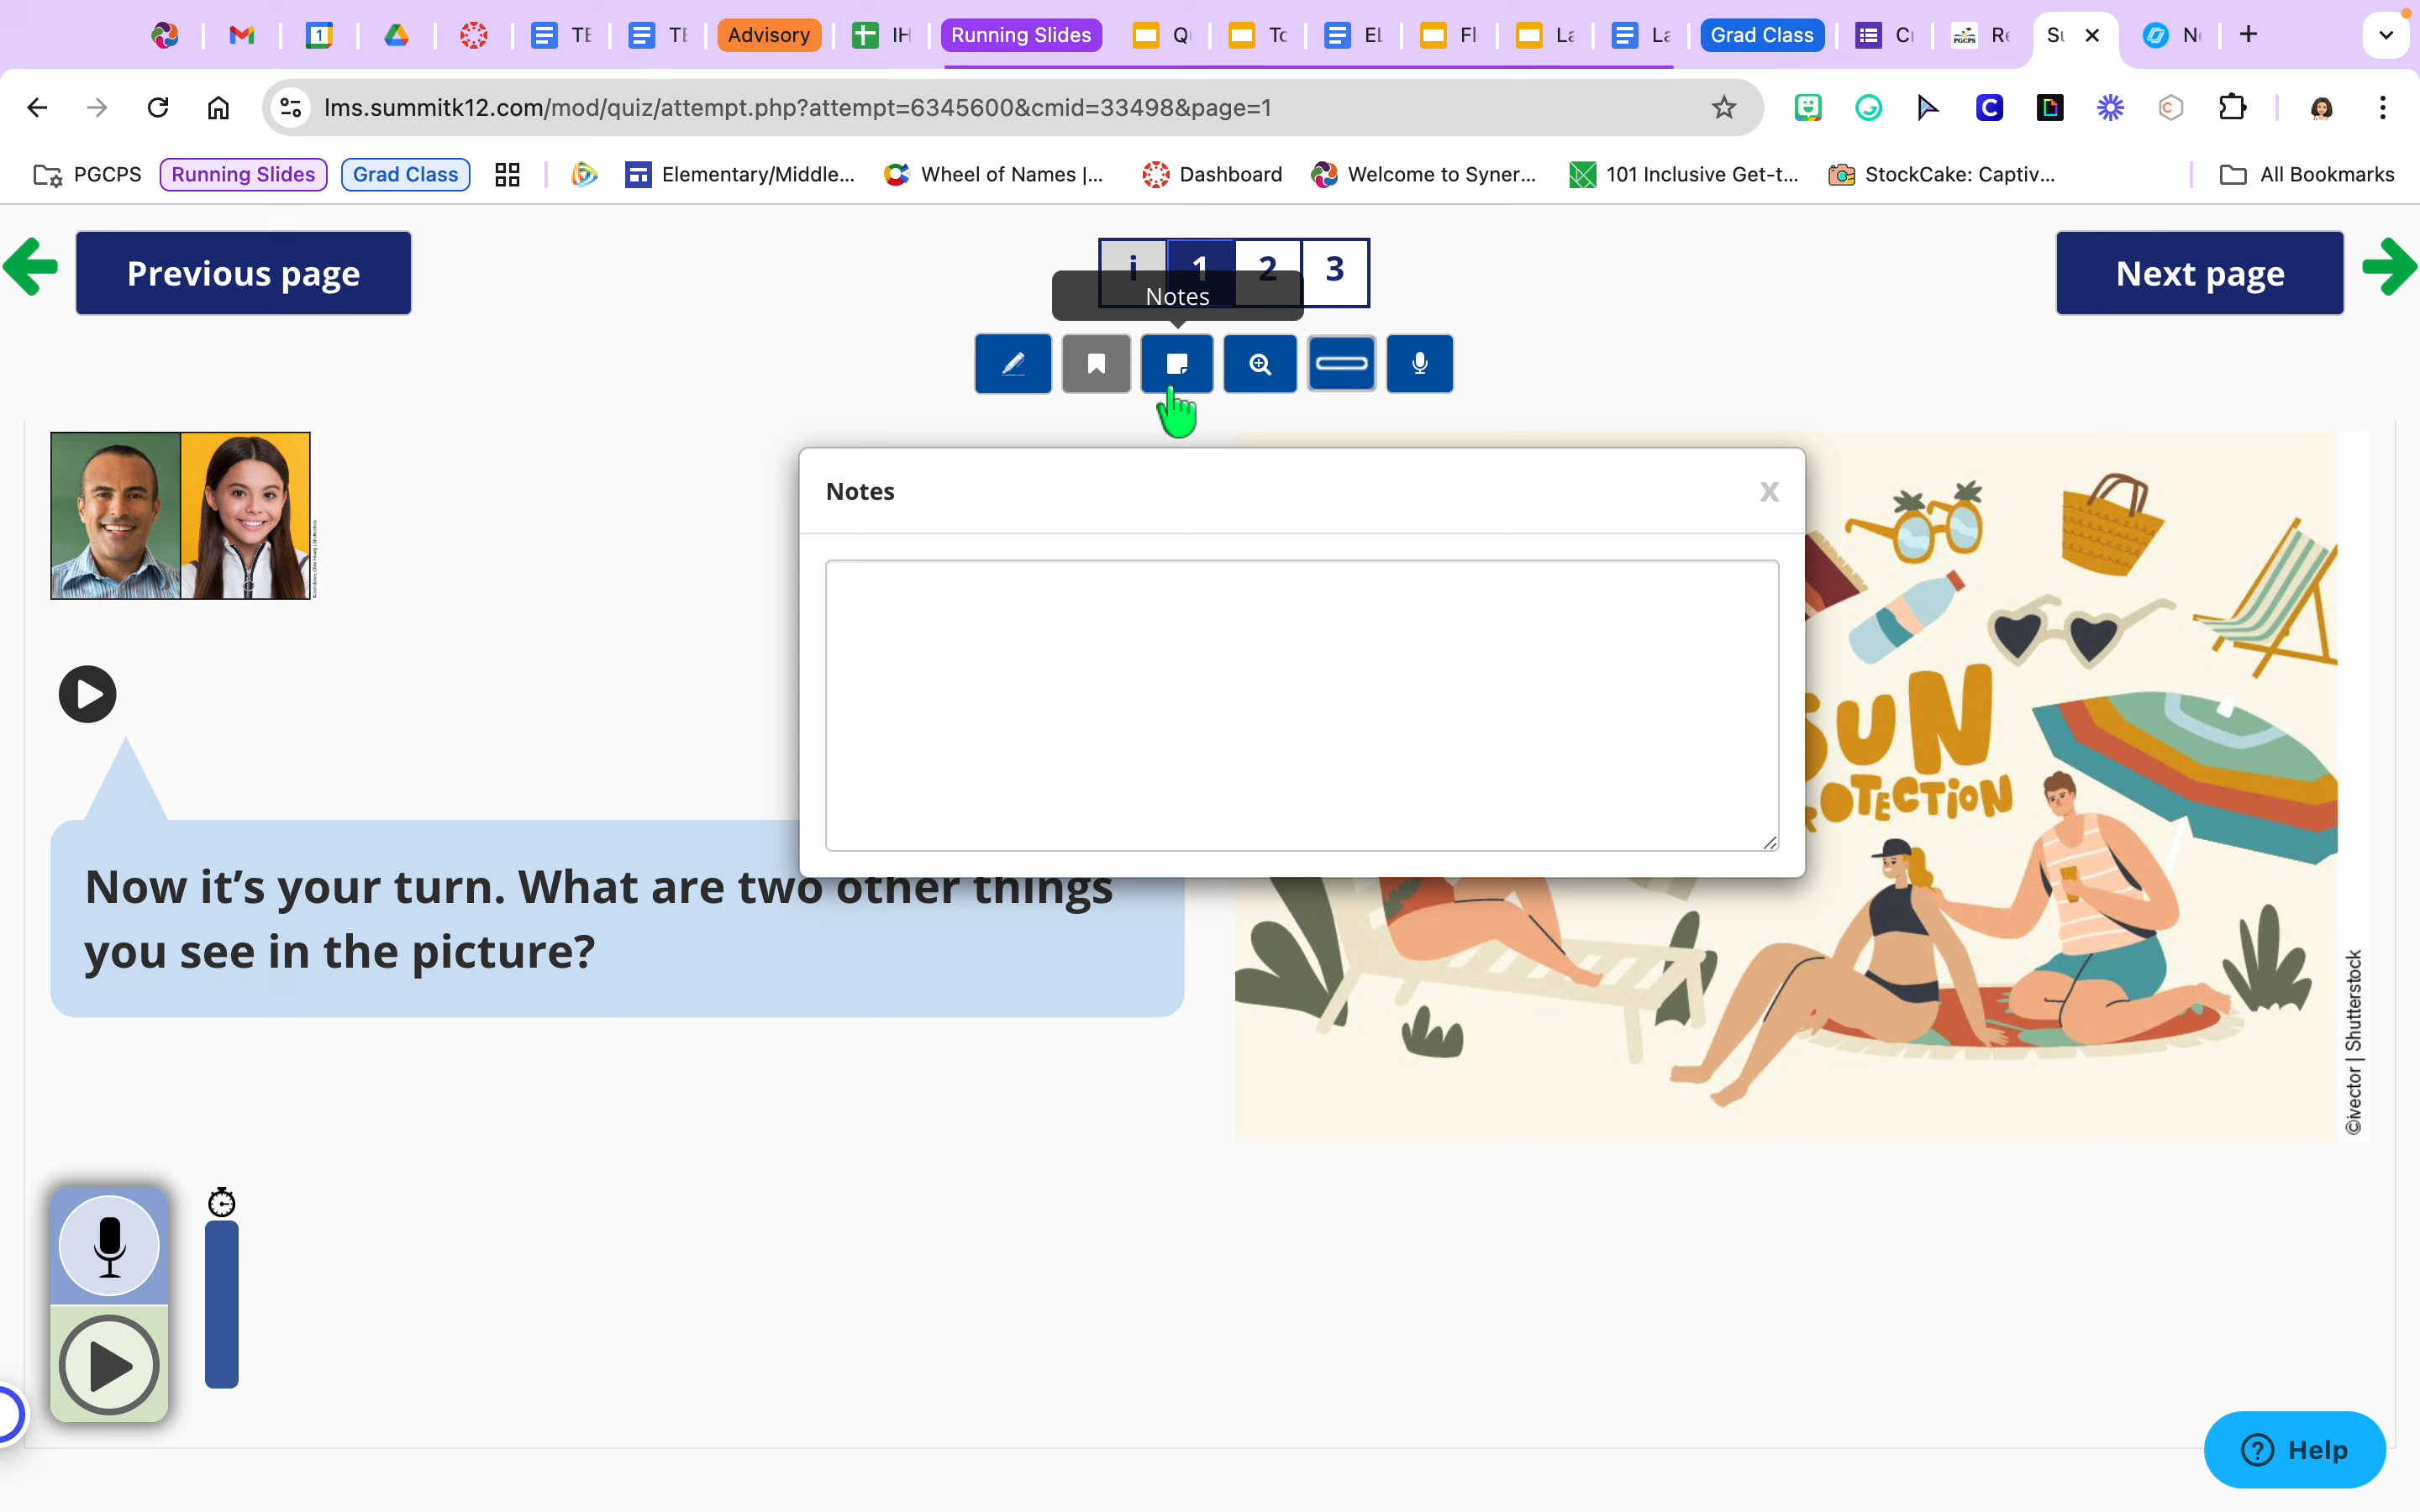 Advisory
Running Slides
Grad Class
lms.summitk12.com/mod/quiz/attempt.php?attempt=6345600&cmid=33498&page=1
PGCPS
Running Slides
Grad Class
Elementary/Middle...
Wheel of Names |...
Dashboard
Welcome to Syner...
101 Inclusive Get-t...
StockCake: Captiv...
All Bookmarks
Previous page
i 1 2 3
Next page
Notes
Notes
X
SUN
ROTECTION
Now it's your turn. What are two other things
you see in the picture?
©ivector | Shutterstock
Help